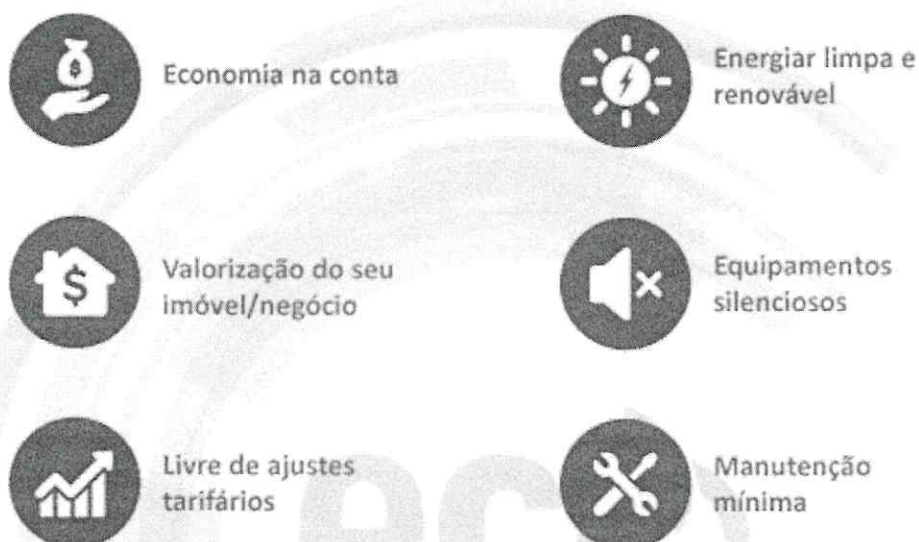 Economia na conta
Energiar limpa e
renovável
Valorização do seu
imóvel/negócio
Equipamentos
silenciosos
Livre de ajustes
tarifários
Manutenção
mínima
eco